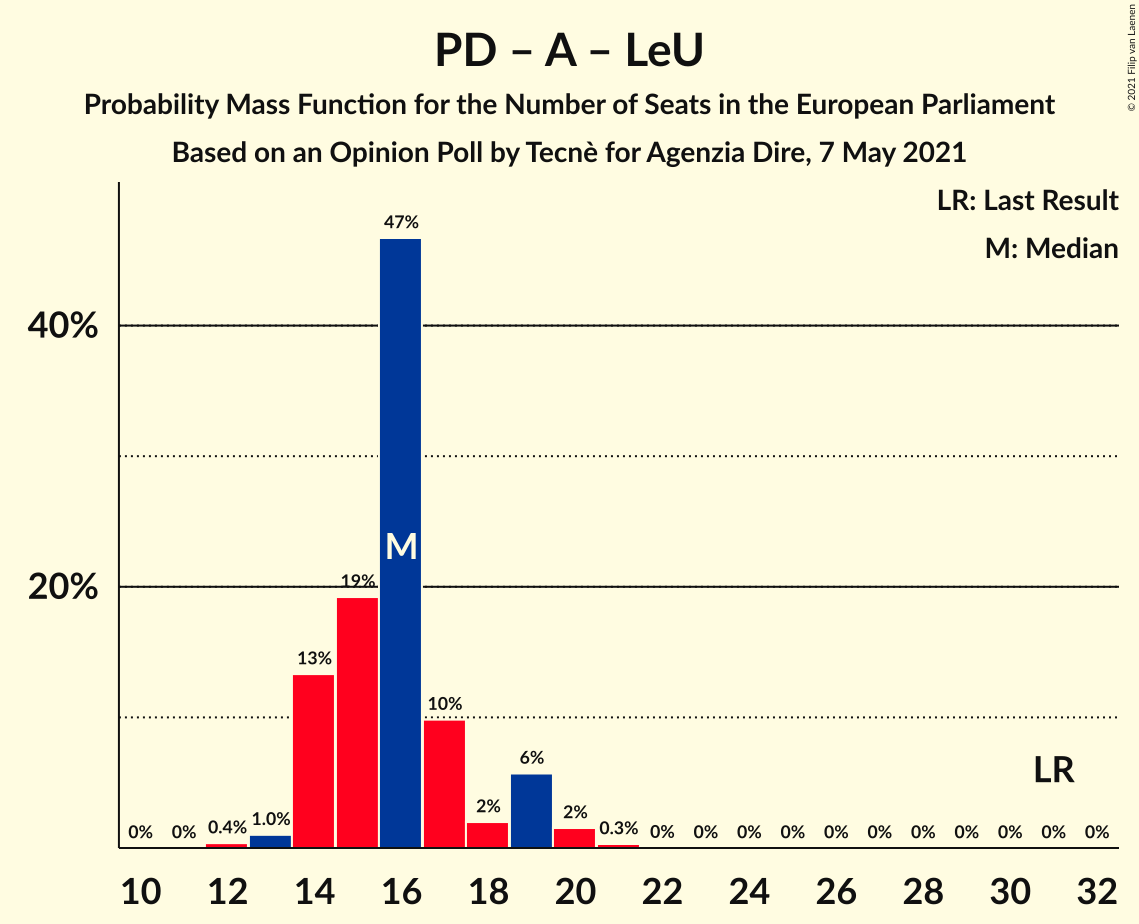 PD – A – LeU
Probability Mass Function for the Number of Seats in the European Parliament
Based on an Opinion Poll by Tecnè for Agenzia Dire, 7 May 2021
© 2021 Filip van Laenen
LR: Last Result
M: Median
47%
40%
M
19%
20%
13%
10%
6%
LR
2%
2%
0% 0% 0.4% 1.0% 0.3% 0% 0% 0% 0% 0% 0% 0% 0% 0% 0% 0%
10 12 14 16 18 20 22 24 26 28 30 32